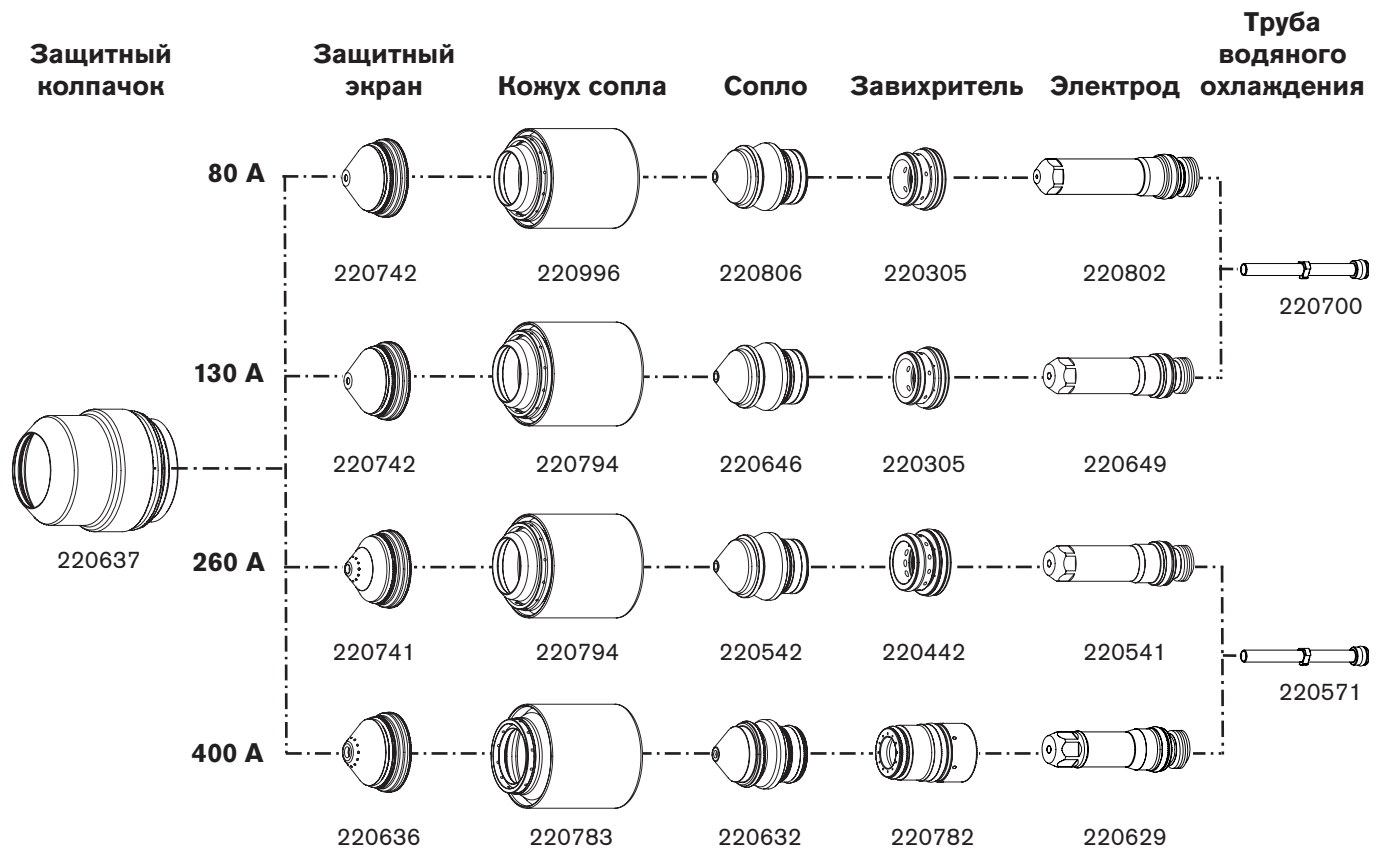 Защитный
колпачок
Защитный
экран
Кожух сопла
Сопло
Завихритель
Электрод
Труба
водяного
охлаждения
80 A
220742
220996
220806
220305
220802
220700
130 A
220742
220794
220646
220305
220649
220637
260 A
220741
220794
220542
220442
220541
220571
400 A
220636
220783
220632
220782
220629